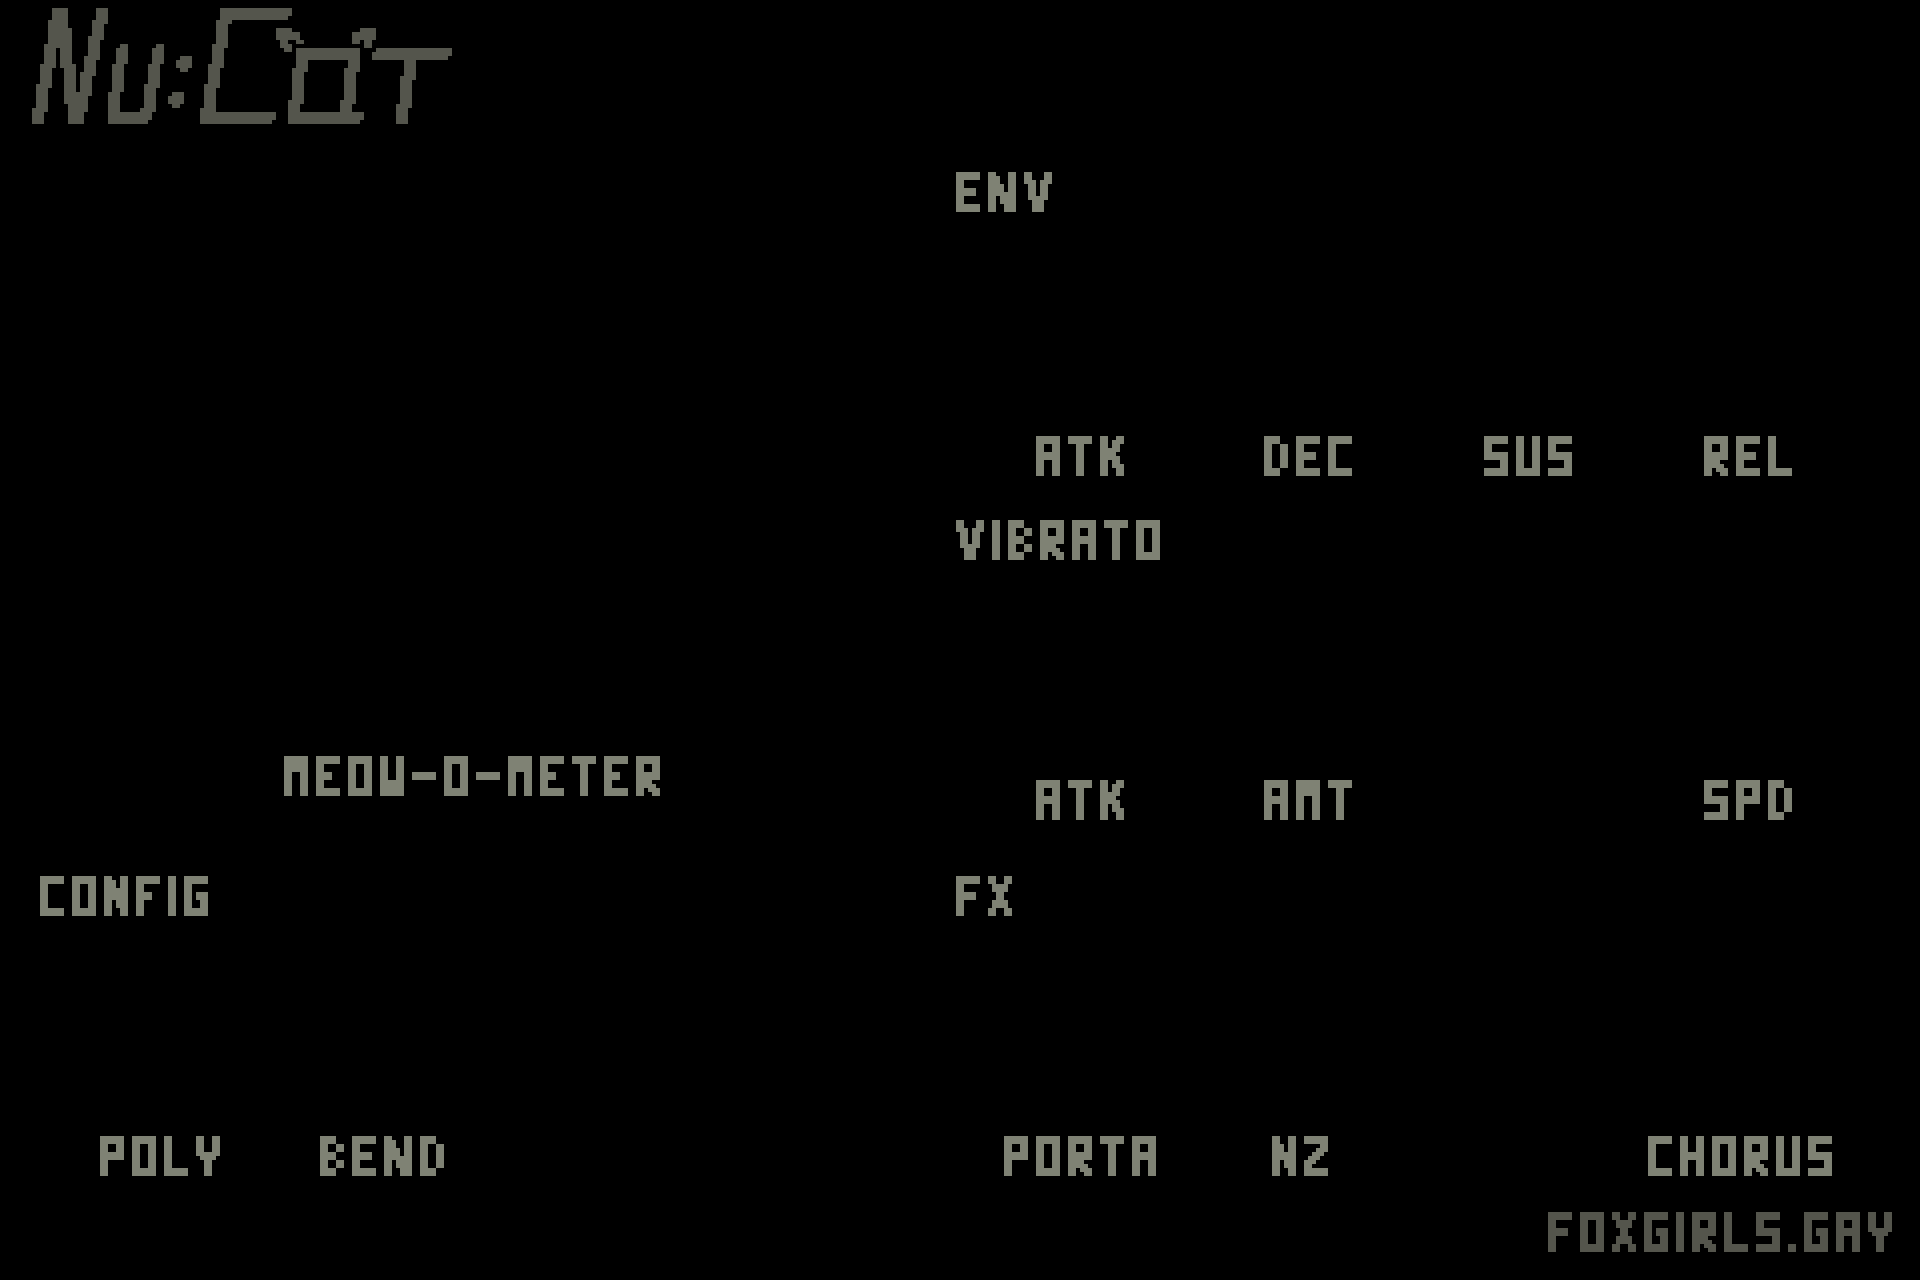 Nu:Cat
ENV
ATK DEC SUS REL
VIBRATO
MEOW-O-METER
ATK AMT SPD
CONFIG
FX
POLY BEND
PORTA NZ CHORUS
FOXGIRLS.GAY